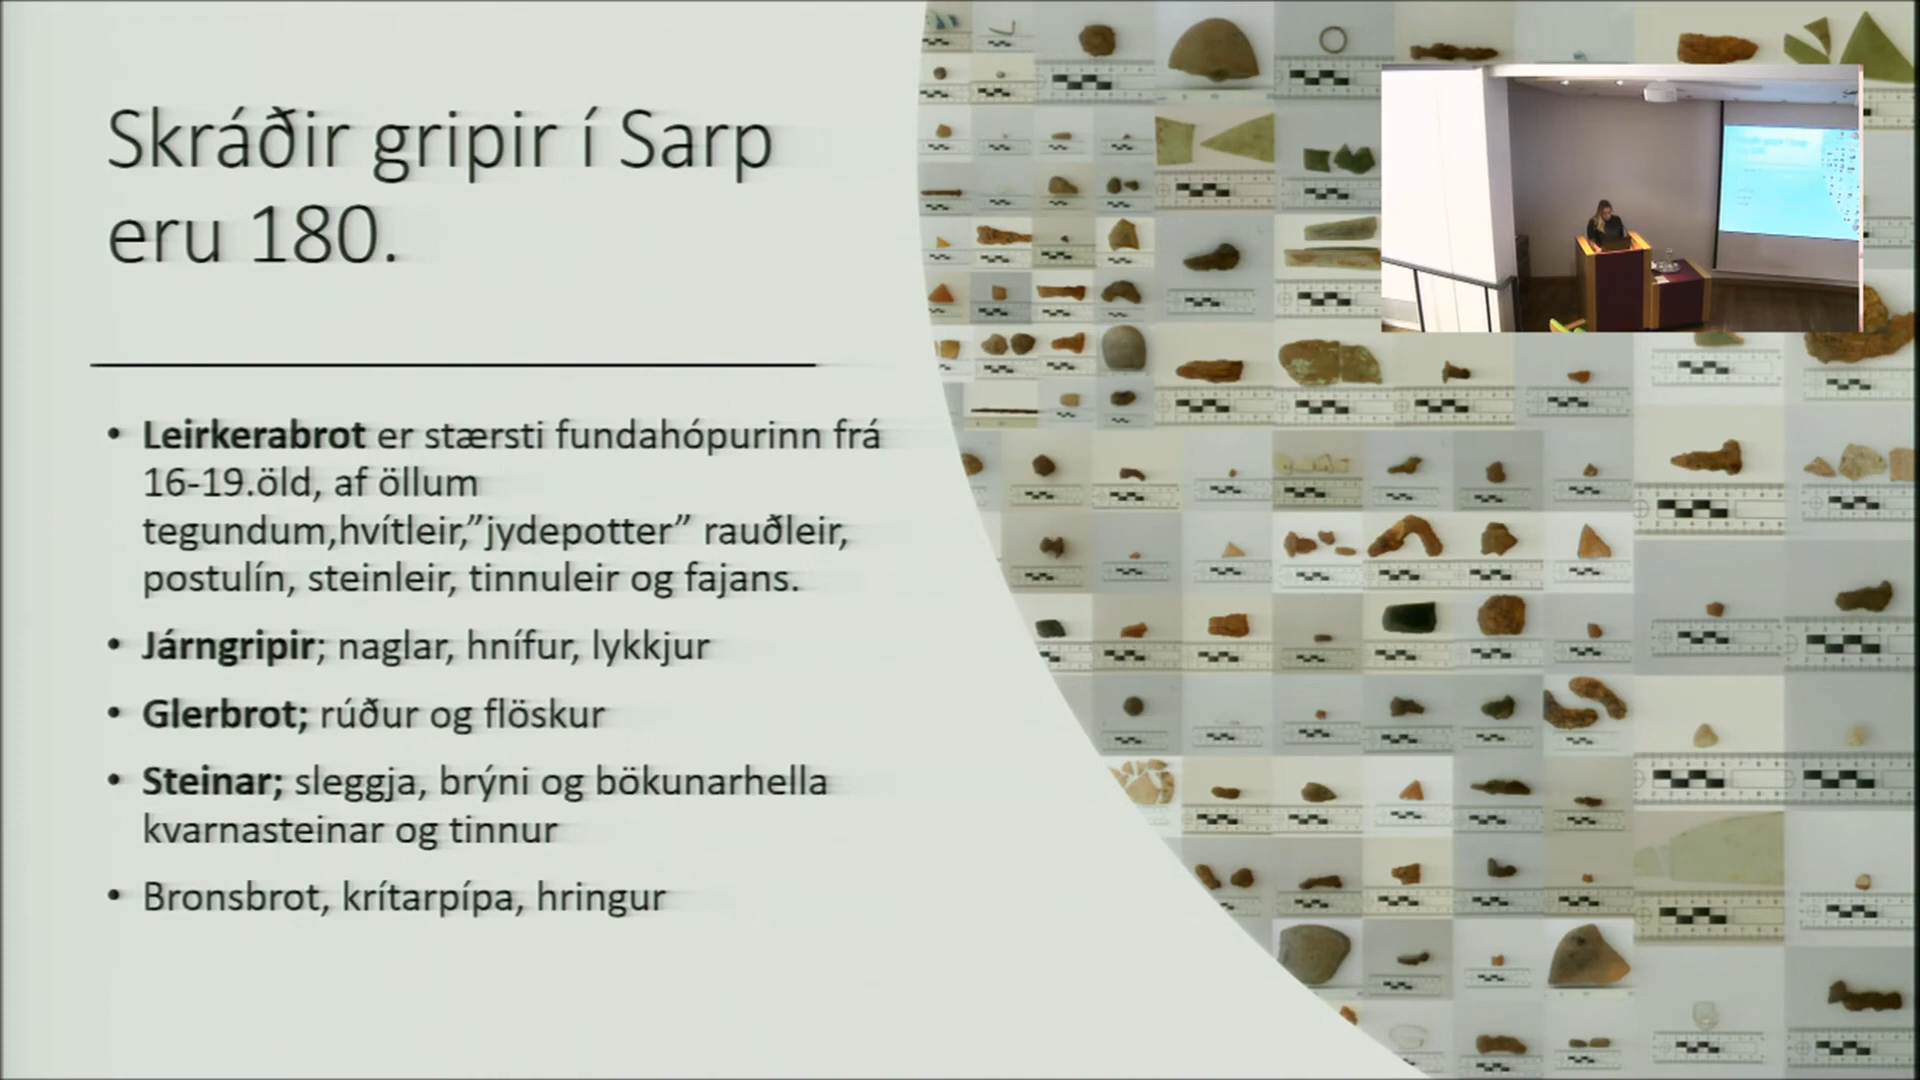 Skráðir gripir í Sarp
eru 180.
• Leirkerabrot er stærsti fundahópurinn frá
16-19.öld, af öllum
tegundum,hvítleir,”jydepotter” rauðleir,
postulín, steinleir, tinnuleir og fajans.
• Járngripir; naglar, hnífur, lykkjur
• Glerbrot; rúður og flöskur
• Steinar; sleggja, brýni og bökunarhella
kvarnasteinar og tinnur
• Bronsbrot, krítarpípa, hringur